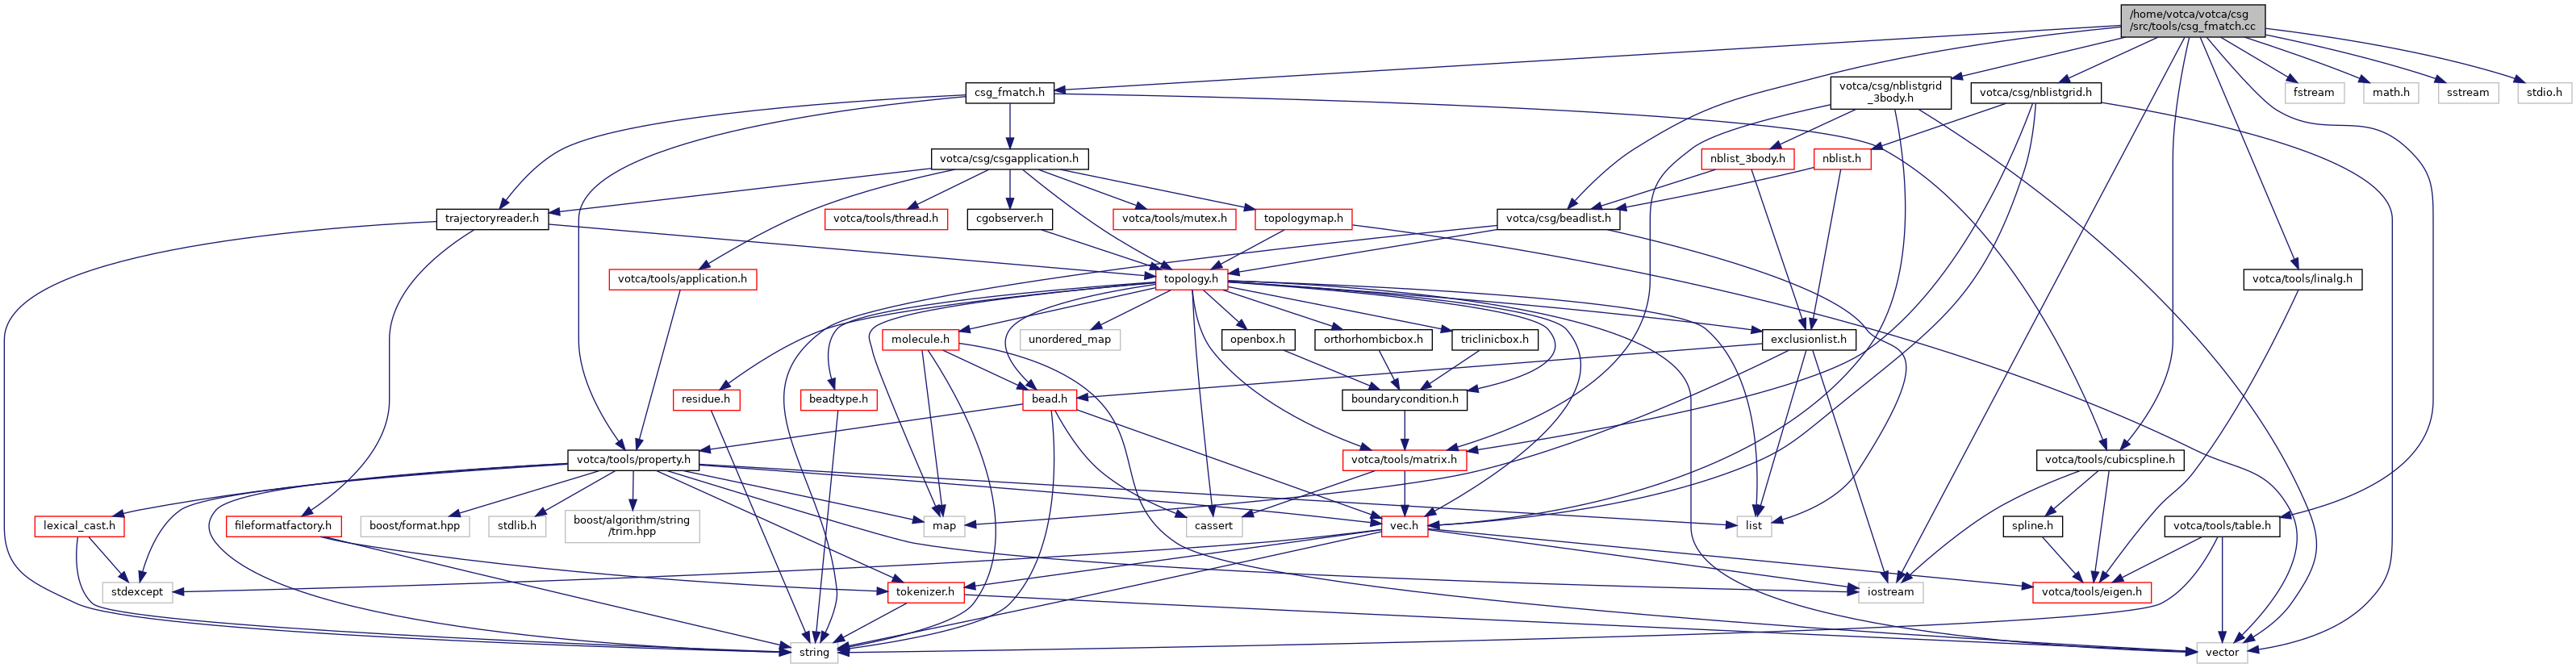 /home/votca/votca/csg
/src/tools/csg_fmatch.cc
csg_fmatch.h
votca/csg/nblistgrid
_3body.h
votca/csg/nblistgrid.h
fstream
math.h
sstream
stdio.h
votca/csg/csgapplication.h
nblist_3body.h
nblist.h
trajectoryreader.h
votca/tools/thread.h
cgobserver.h
votca/tools/mutex.h
topologymap.h
votca/csg/beadlist.h
votca/tools/application.h
topology.h
votca/tools/linalg.h
molecule.h
unordered_map
openbox.h
orthorhombicbox.h
triclinicbox.h
exclusionlist.h
residue.h
beadtype.h
bead.h
boundarycondition.h
votca/tools/property.h
votca/tools/matrix.h
votca/tools/cubicspline.h
lexical_cast.h
fileformatfactory.h
boost/format.hpp
stdlib.h
boost/algorithm/string
/trim.hpp
map
cassert
vec.h
list
spline.h
votca/tools/table.h
stdexcept
tokenizer.h
iostream
votca/tools/eigen.h
string
vector